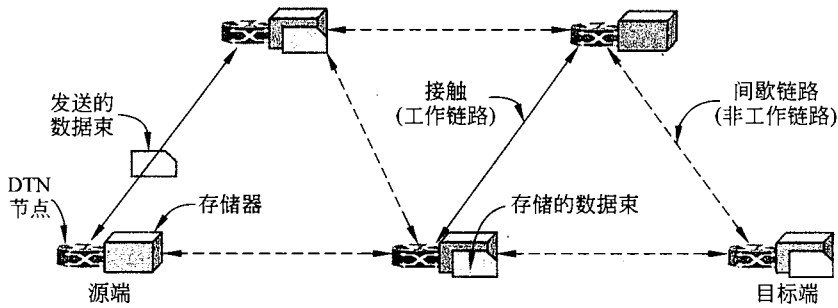 发送的
数据束
接触
(工作链路)
间歇链路
(非工作链路)
DTN
节点
存储器
存储的数据束
源端
目标端